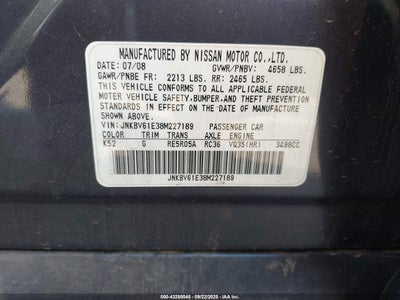 MANUFACTURED BY NISSAN MOTOR CO.,LTD.
DATE: 07/08 GVWR/PNBV: 4658 LBS.
GAWR/PNBE FR: 2213 LBS. RR: 2465 LBS.
THIS VEHICLE CONFORMS TO ALL APPLICABLE FEDERAL
MOTOR VEHICLE SAFETY,BUMPER,AND THEFT PREVENTION
STANDARDS IN EFFECT ON THE DATE OF MANUFACTURE
SHOWN ABOVE.
VIN: JNKBV61E38M227189 PASSENGER CAR
COLOR TRIM TRANS AXLE ENGINE
K52 G RE5R05A RC36 VQ35(HR) 3498CC
JNKBV61E38M227189
000-43280045 - 09/22/2025 - IAAI.COM